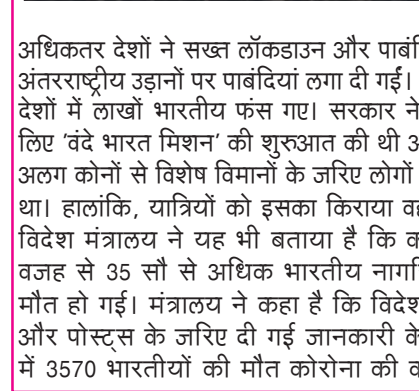 अधिकतर देशों ने सख्त लॉकडाउन और
अंतरराष्ट्रीय उड़ानों पर पाबंदियां लगा दी गईं।
देशों में लाखों भारतीय फंस गए। सरकार ने
लिए ‘वंदे भारत मिशन’ की शुरुआत की थी
अलग कोनों से विशेष विमानों के जरिए लोगों
था। हालांकि, यात्रियों को इसका किराया
विदेश मंत्रालय ने यह भी बताया है कि
वजह से 35 सौ से अधिक भारतीय
मौत हो गई। मंत्रालय ने कहा है कि
और पोस्ट्स के जरिए दी गई जानकारी के
में 3570 भारतीयों की मौत कोरोना की